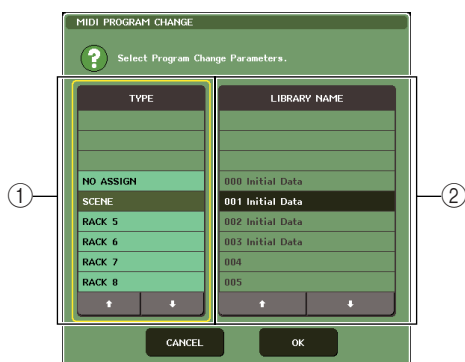 MIDI PROGRAM CHANGE
?
Select Program Change Parameters.
TYPE
LIBRARY NAME
NO ASSIGN
000 Initial Data
SCENE
001 Initial Data
RACK 5
002 Initial Data
RACK 6
003 Initial Data
RACK 7
004
RACK 8
005
CANCEL
OK
①
②